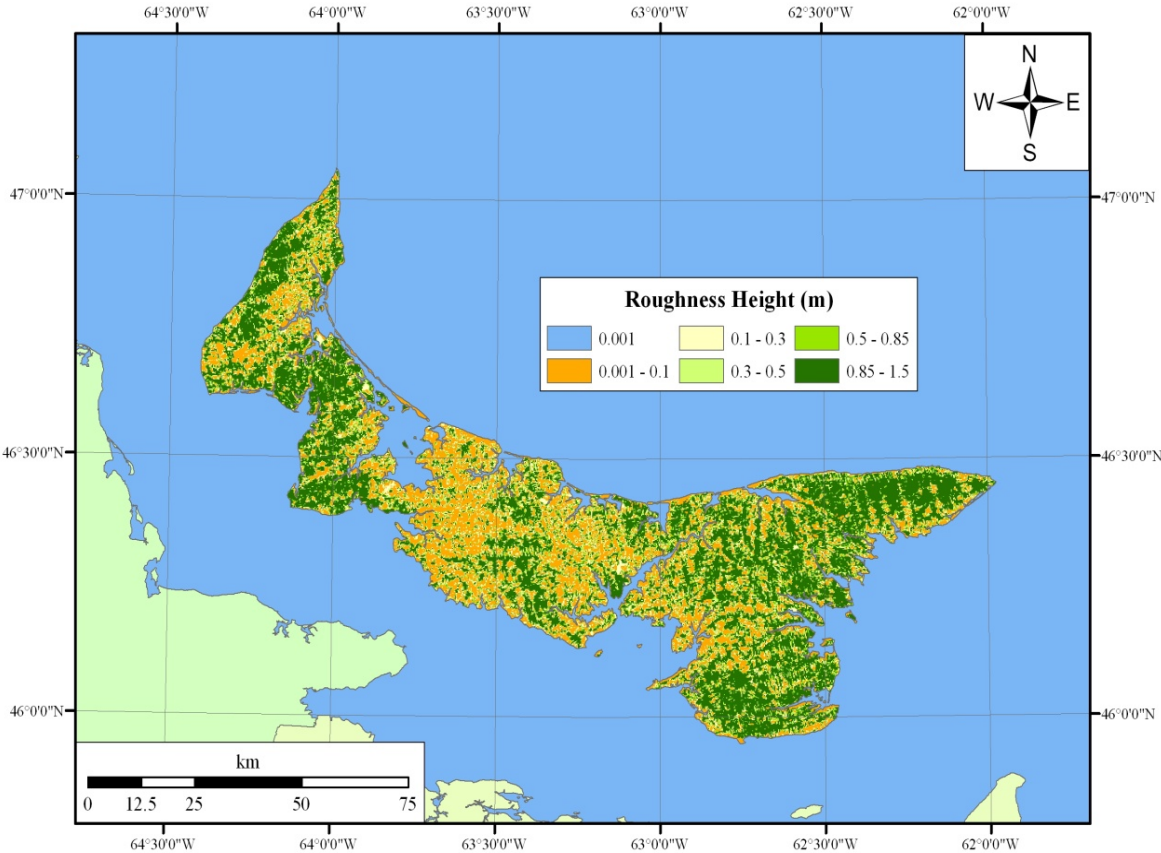 64°30'0"W 64°0'0"W 63°30'0"W 63°0'0"W 62°30'0"W 62°0'0"W
N
W E
S
47°0'0"N 47°0'0"N
Roughness Height (m)
0.001 0.1 - 0.3 0.5 - 0.85
0.001 - 0.1 0.3 - 0.5 0.85 - 1.5
46°30'0"N 46°30'0"N
46°0'0"N 46°0'0"N
km
0 12.5 25 50 75
64°30'0"W 64°0'0"W 63°30'0"W 63°0'0"W 62°30'0"W 62°0'0"W